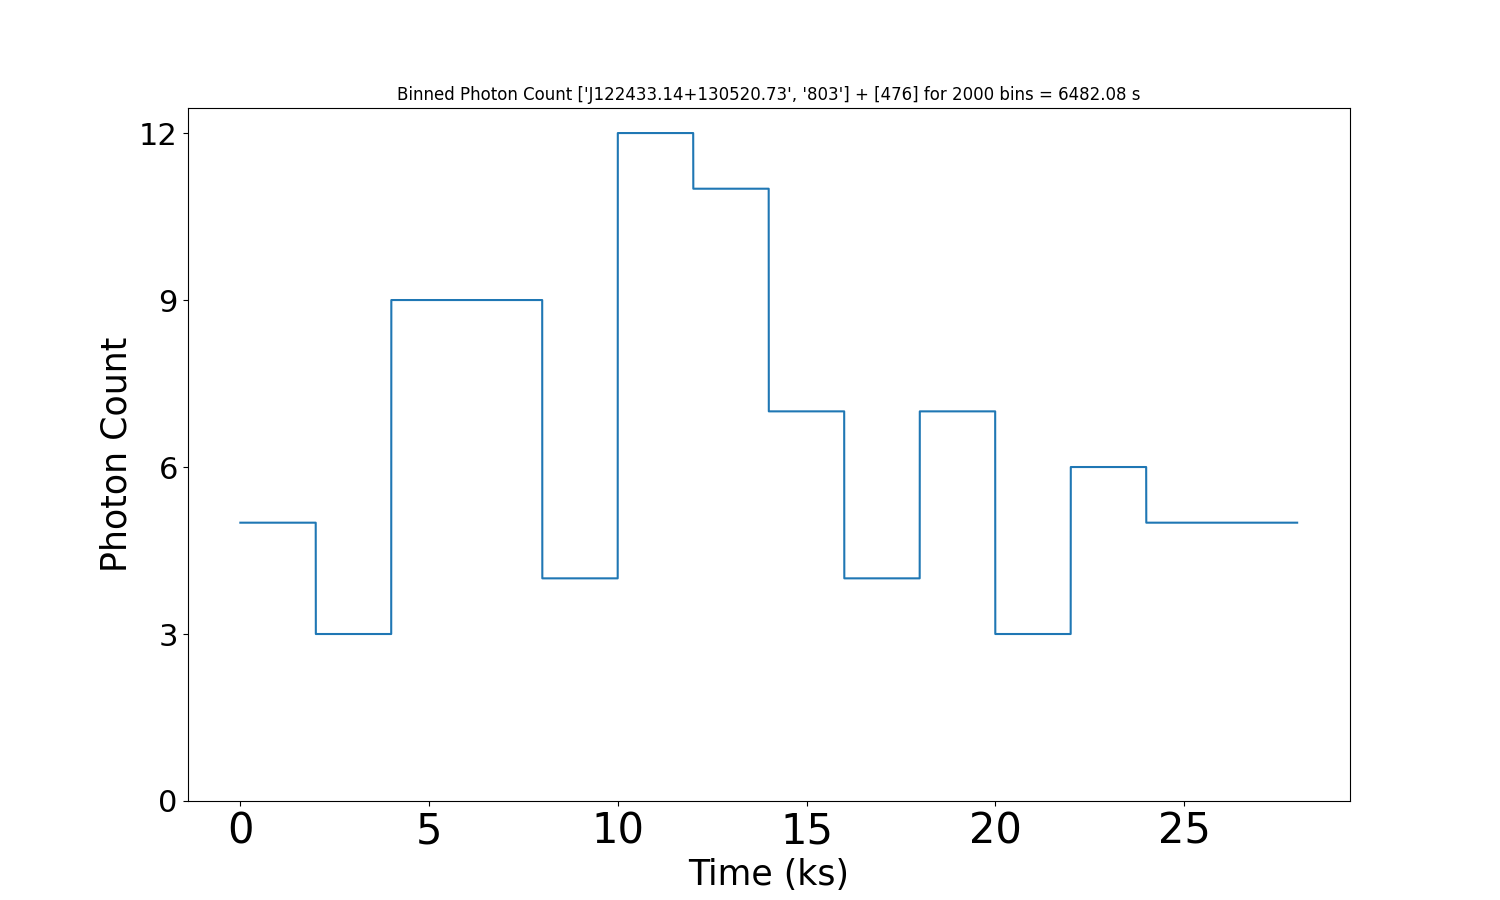 Binned Photon Count ['J122433.14+130520.73', '803'] + [476] for 2000 bins = 6482.08 s
12
9
6
3
0
Photon Count
0 5 10 15 20 25
Time (ks)